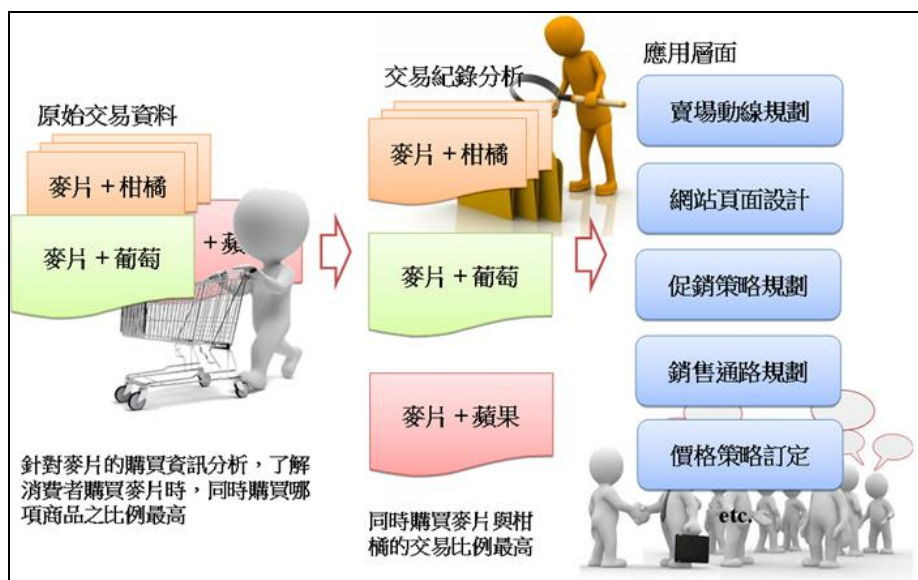 原始交易資料
麥片＋柑橘
麥片＋葡萄
＋蘋
針對麥片的購買資訊分析，了解
消費者購買麥片時，同時購買哪
項商品之比例最高
交易紀錄分析
麥片＋柑橘
麥片＋葡萄
麥片＋蘋果
同時購買麥片與柑
橘的交易比例最高
應用層面
賣場動線規劃
網站頁面設計
促銷策略規劃
銷售通路規劃
價格策略訂定
etc.